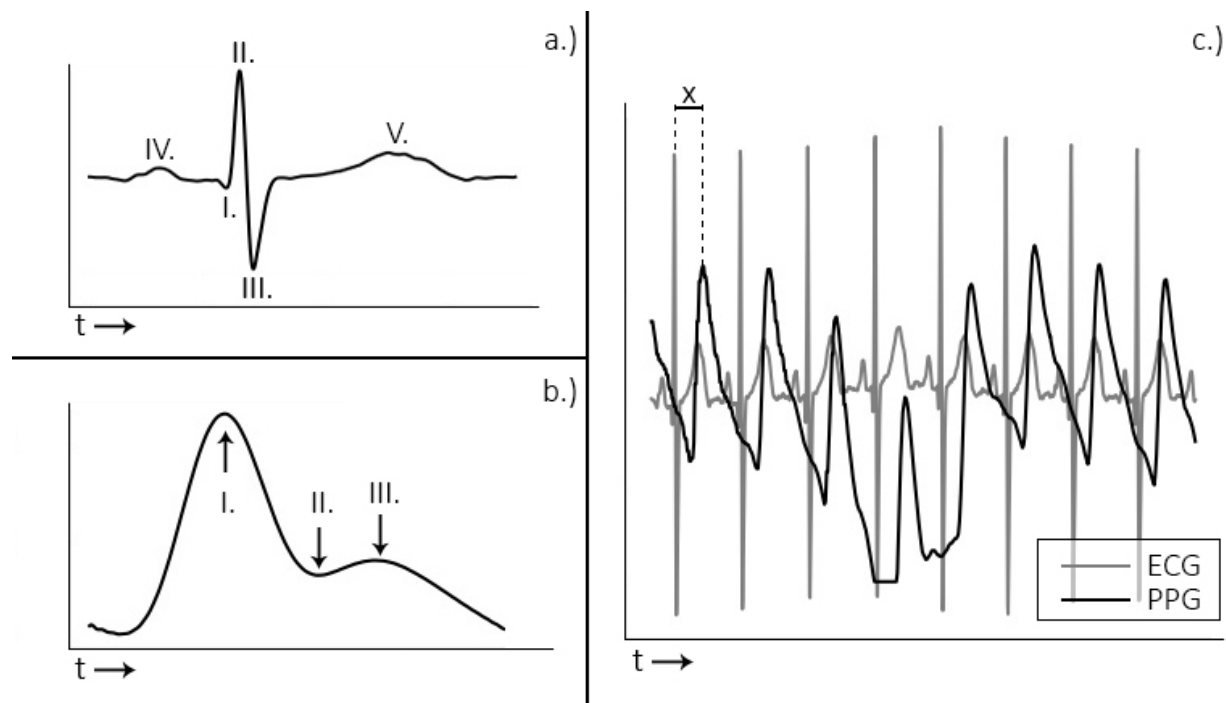 a.)
II.
IV.
V.
I.
III.
t
b.)
I.
II.
III.
t
c.)
x
ECG
PPG
t